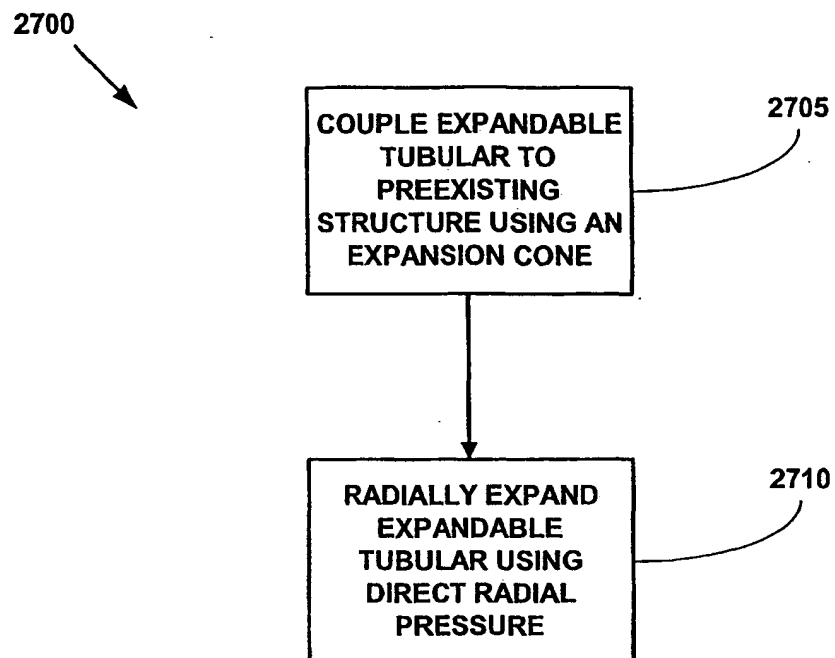 2700
COUPLE EXPANDABLE
TUBULAR TO
PREEXISTING
STRUCTURE USING AN
EXPANSION CONE
2705
RADIALLY EXPAND
EXPANDABLE
TUBULAR USING
DIRECT RADIAL
PRESSURE
2710